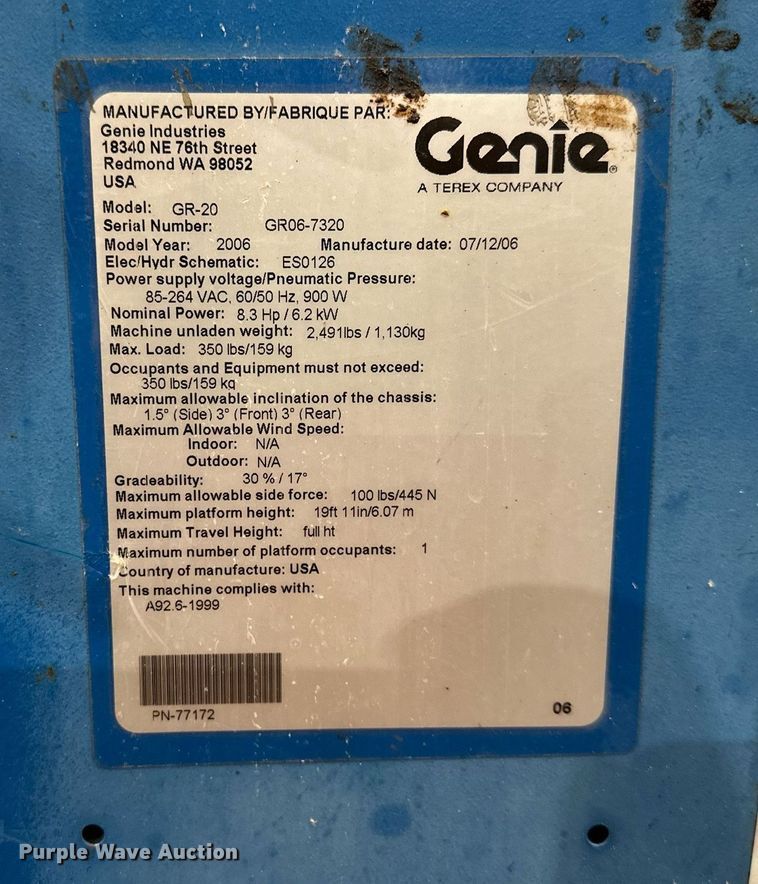 MANUFACTURED BY/FABRIQUE PAR:
Genie Industries
18340 NE 76th Street
Redmond WA 98052
USA
Genie®
A TEREX COMPANY
Model: GR-20
Serial Number: GR06-7320
Model Year: 2006 Manufacture date: 07/12/06
Elec/Hydr Schematic: ES0126
Power supply voltage/Pneumatic Pressure:
85-264 VAC, 60/50 Hz, 900 W
Nominal Power: 8.3 Hp / 6.2 kW
Machine unladen weight: 2,491lbs / 1,130kg
Max. Load: 350 lbs/159 kg
Occupants and Equipment must not exceed:
350 lbs/159 kg
Maximum allowable inclination of the chassis:
1.5° (Side) 3° (Front) 3° (Rear)
Maximum Allowable Wind Speed:
Indoor: N/A
Outdoor: N/A
Gradeability: 30 % / 17°
Maximum allowable side force: 100 lbs/445 N
Maximum platform height: 19ft 11in/6.07 m
Maximum Travel Height: full ht
Maximum number of platform occupants: 1
Country of manufacture: USA
This machine complies with:
A92.6-1999
PN-77172
06
Purple Wave Auction